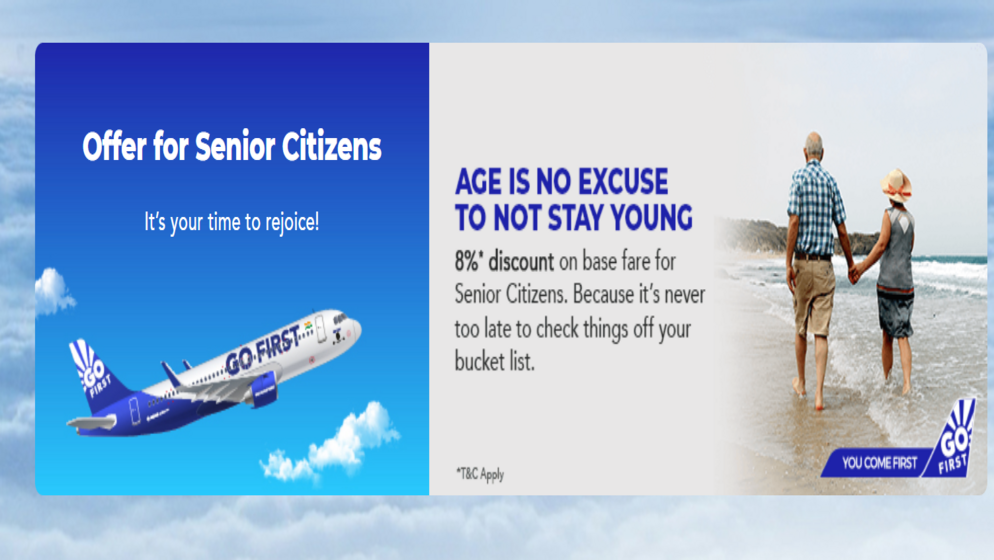 Offer for Senior Citizens
It's your time to rejoice!
GO FIRST
GO
FIRST
AGE IS NO EXCUSE
TO NOT STAY YOUNG
8%* discount on base fare for
Senior Citizens. Because it's never
too late to check things off your
bucket list.
*T&C Apply
YOU COME FIRST
GO
FIRST